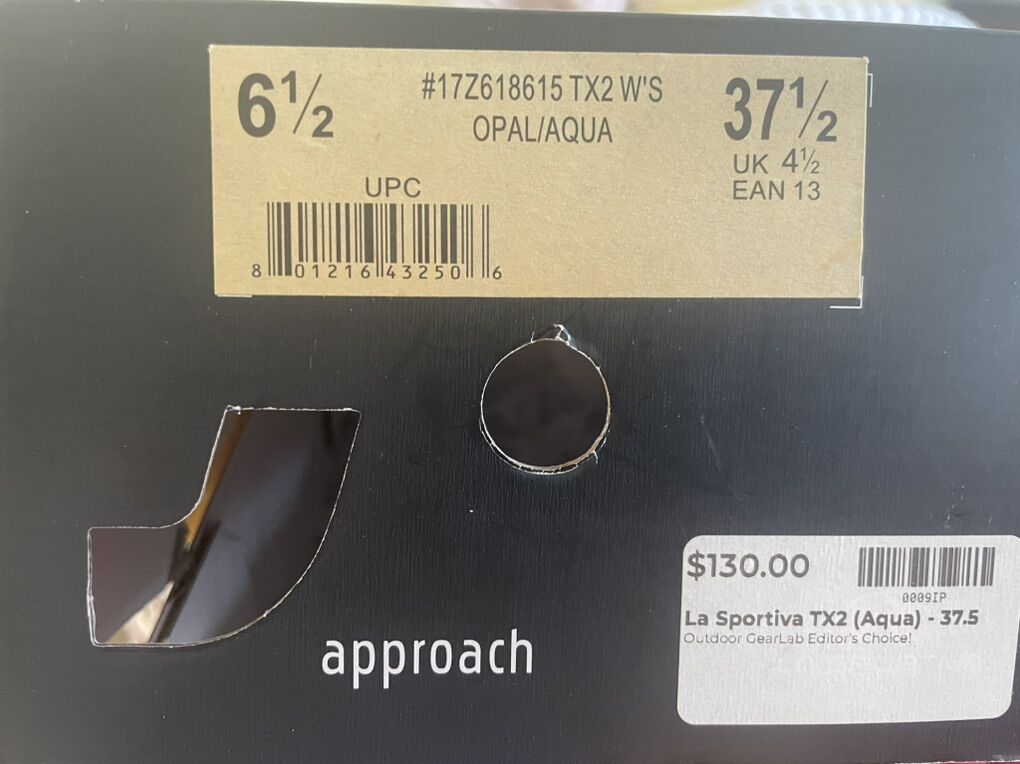 6½
#17Z618615 TX2 W'S
OPAL/AQUA
37½
UK 4½
EAN 13
UPC
8 01216 43250 6
approach
$130.00
0009IP
La Sportiva TX2 (Aqua) - 37.5
Outdoor GearLab Editor's Choice!